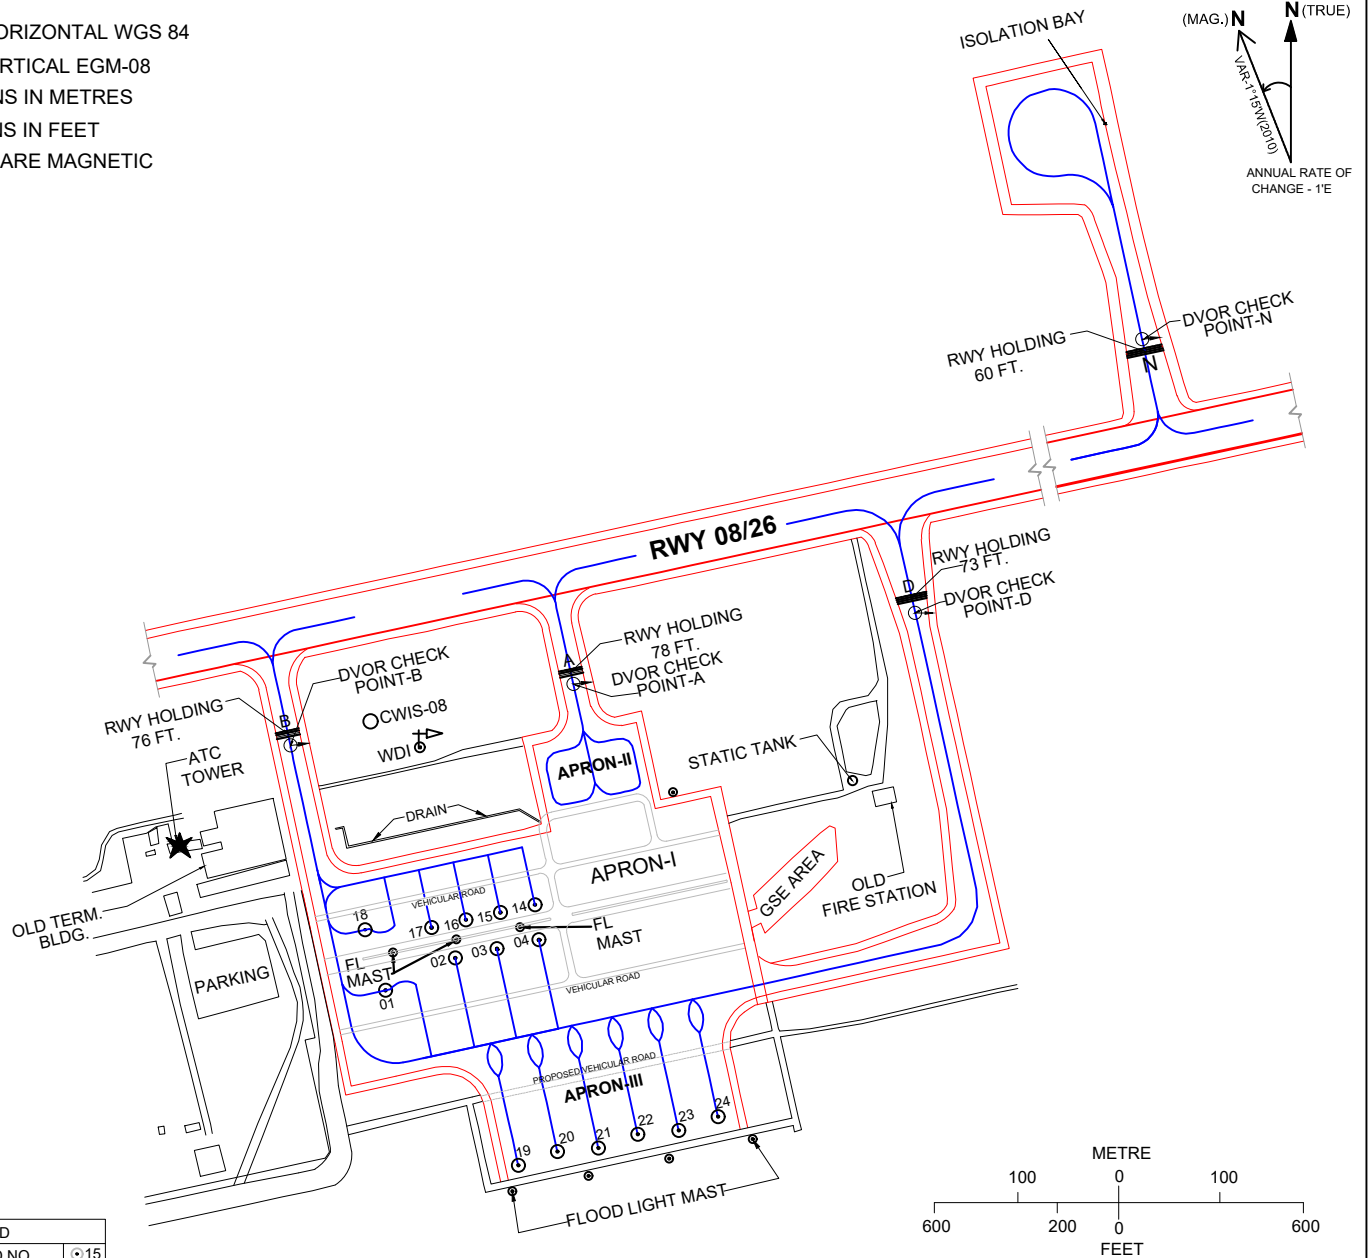 ORIZONTAL WGS 84
RTICAL EGM-08
NS IN METRES
NS IN FEET
ARE MAGNETIC
ISOLATION BAY
(MAG.) N
N (TRUE)
VAR-1°15'W(2010)
ANNUAL RATE OF
CHANGE - 1'E
DVOR CHECK
POINT-N
RWY HOLDING
60 FT.
N
RWY 08/26
RWY HOLDING
73 FT.
D
DVOR CHECK
POINT-D
RWY HOLDING
78 FT.
A
DVOR CHECK
POINT-A
DVOR CHECK
POINT-B
B
RWY HOLDING
76 FT.
CWIS-08
WDI
ATC
TOWER
APRON-II
STATIC TANK
DRAIN
APRON-I
GSE AREA
OLD
FIRE STATION
OLD TERM.
BLDG.
VEHICULAR ROAD
18
17
16
15
14
FL
MAST
FL
MAST
02
03
04
01
PARKING
VEHICULAR ROAD
PROPOSED VEHICULAR ROAD
APRON-III
19
20
21
22
23
24
FLOOD LIGHT MAST
METRE
100 0 100
600 200 0 600
FEET
D
NO
15